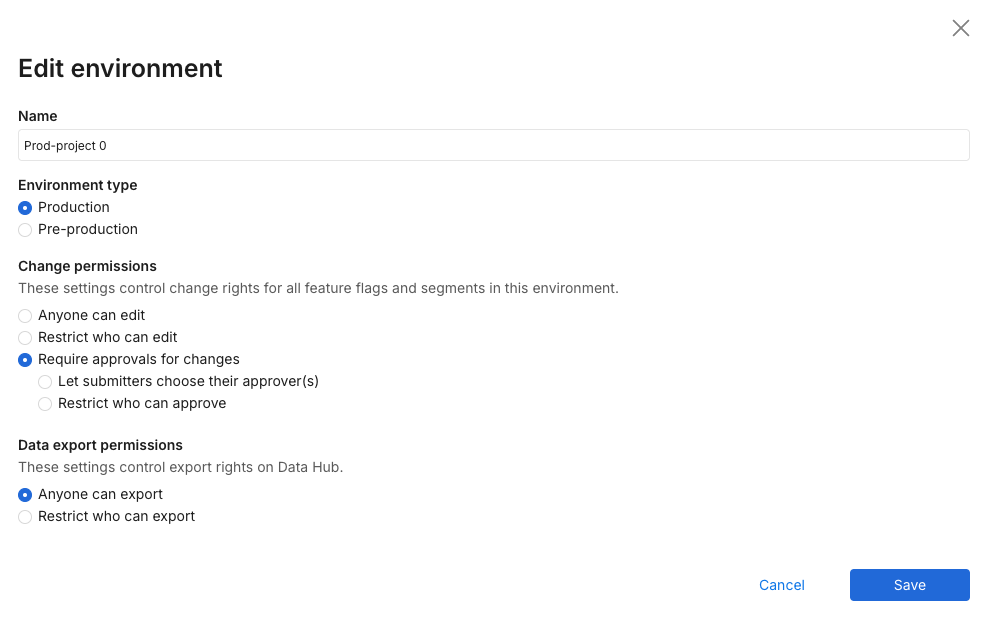 Edit environment
Name
Prod-project 0
Environment type
Production
Pre-production
Change permissions
These settings control change rights for all feature flags and segments in this environment.
Anyone can edit
Restrict who can edit
Require approvals for changes
Let submitters choose their approver(s)
Restrict who can approve
Data export permissions
These settings control export rights on Data Hub.
Anyone can export
Restrict who can export
Cancel Save